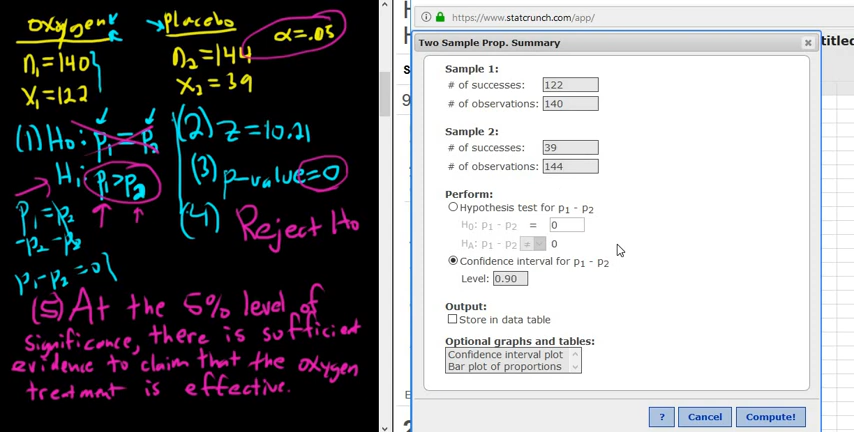 oxygen
placebo
α=.05
n₁=140
x₁=122
n₂=144
x₂=39
(1) H₀: p₁=p₂
H₁: p₁>p₂
p₁=p₂
-p₂ -p₂
p₁-p₂=0
(2) Z=10.21
(3) p-value=0
(4) Reject H₀
(5) At the 5% level of
significance, there is sufficient
evidence to claim that the oxygen
treatment is effective.
https://www.statcrunch.com/app/
Two Sample Prop. Summary
Sample 1:
# of successes: 122
# of observations: 140
Sample 2:
# of successes: 39
# of observations: 144
Perform:
Hypothesis test for p₁ - p₂
H₀: p₁ - p₂ = 0
Hᴀ: p₁ - p₂ ≠ 0
Confidence interval for p₁ - p₂
Level: 0.90
Output:
Store in data table
Optional graphs and tables:
Confidence interval plot
Bar plot of proportions
? Cancel Compute!